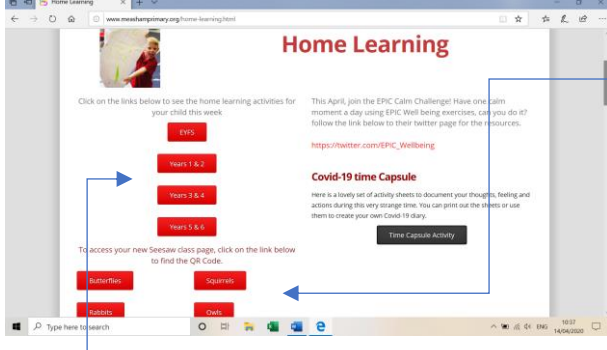 Home Learning
www.meashamprimary.org/home-learning.html
Home Learning
Click on the links below to see the home learning activities for
your child this week
EYFS
Years 1 & 2
Years 3 & 4
Years 5 & 6
To access your new Seesaw class page, click on the link below
to find the QR Code.
Butterflies
Squirrels
Rabbits
Owls
This April, join the EPIC Calm Challenge! Have one calm
moment a day using EPIC Well being exercises, can you do it?
follow the link below to their twitter page for the resources.
https://twitter.com/EPIC_Wellbeing
Covid-19 time Capsule
Here is a lovely set of activity sheets to document your thoughts, feeling and
actions during this very strange time. You can print out the sheets or use
them to create your own Covid-19 diary.
Time Capsule Activity
Type here to search
ENG
14/04/2020